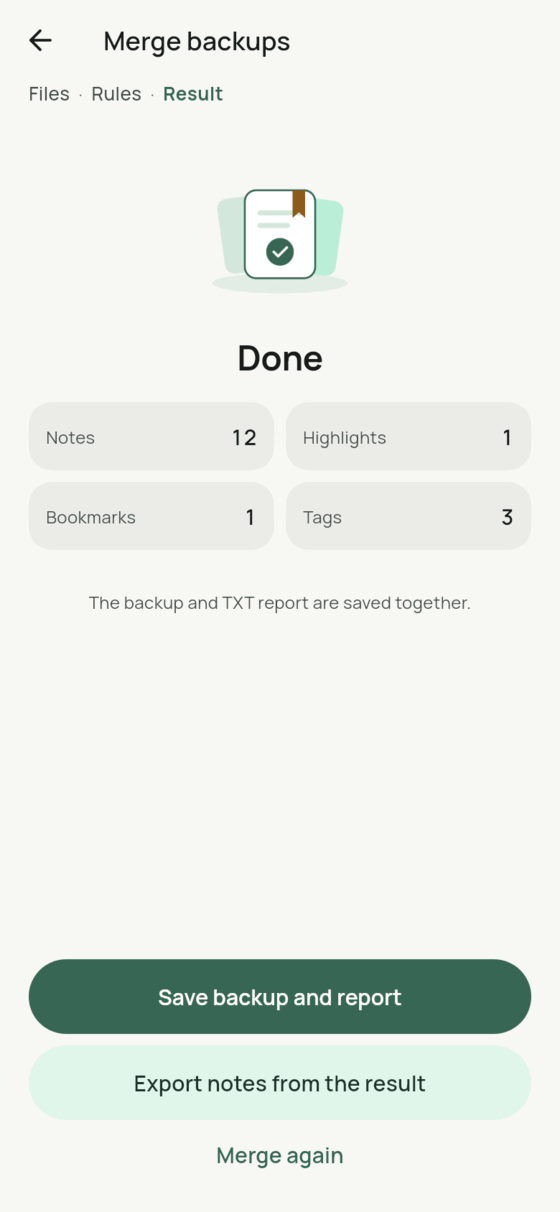 Merge backups
Files · Rules · Result
Done
Notes 12
Highlights 1
Bookmarks 1
Tags 3
The backup and TXT report are saved together.
Save backup and report
Export notes from the result
Merge again